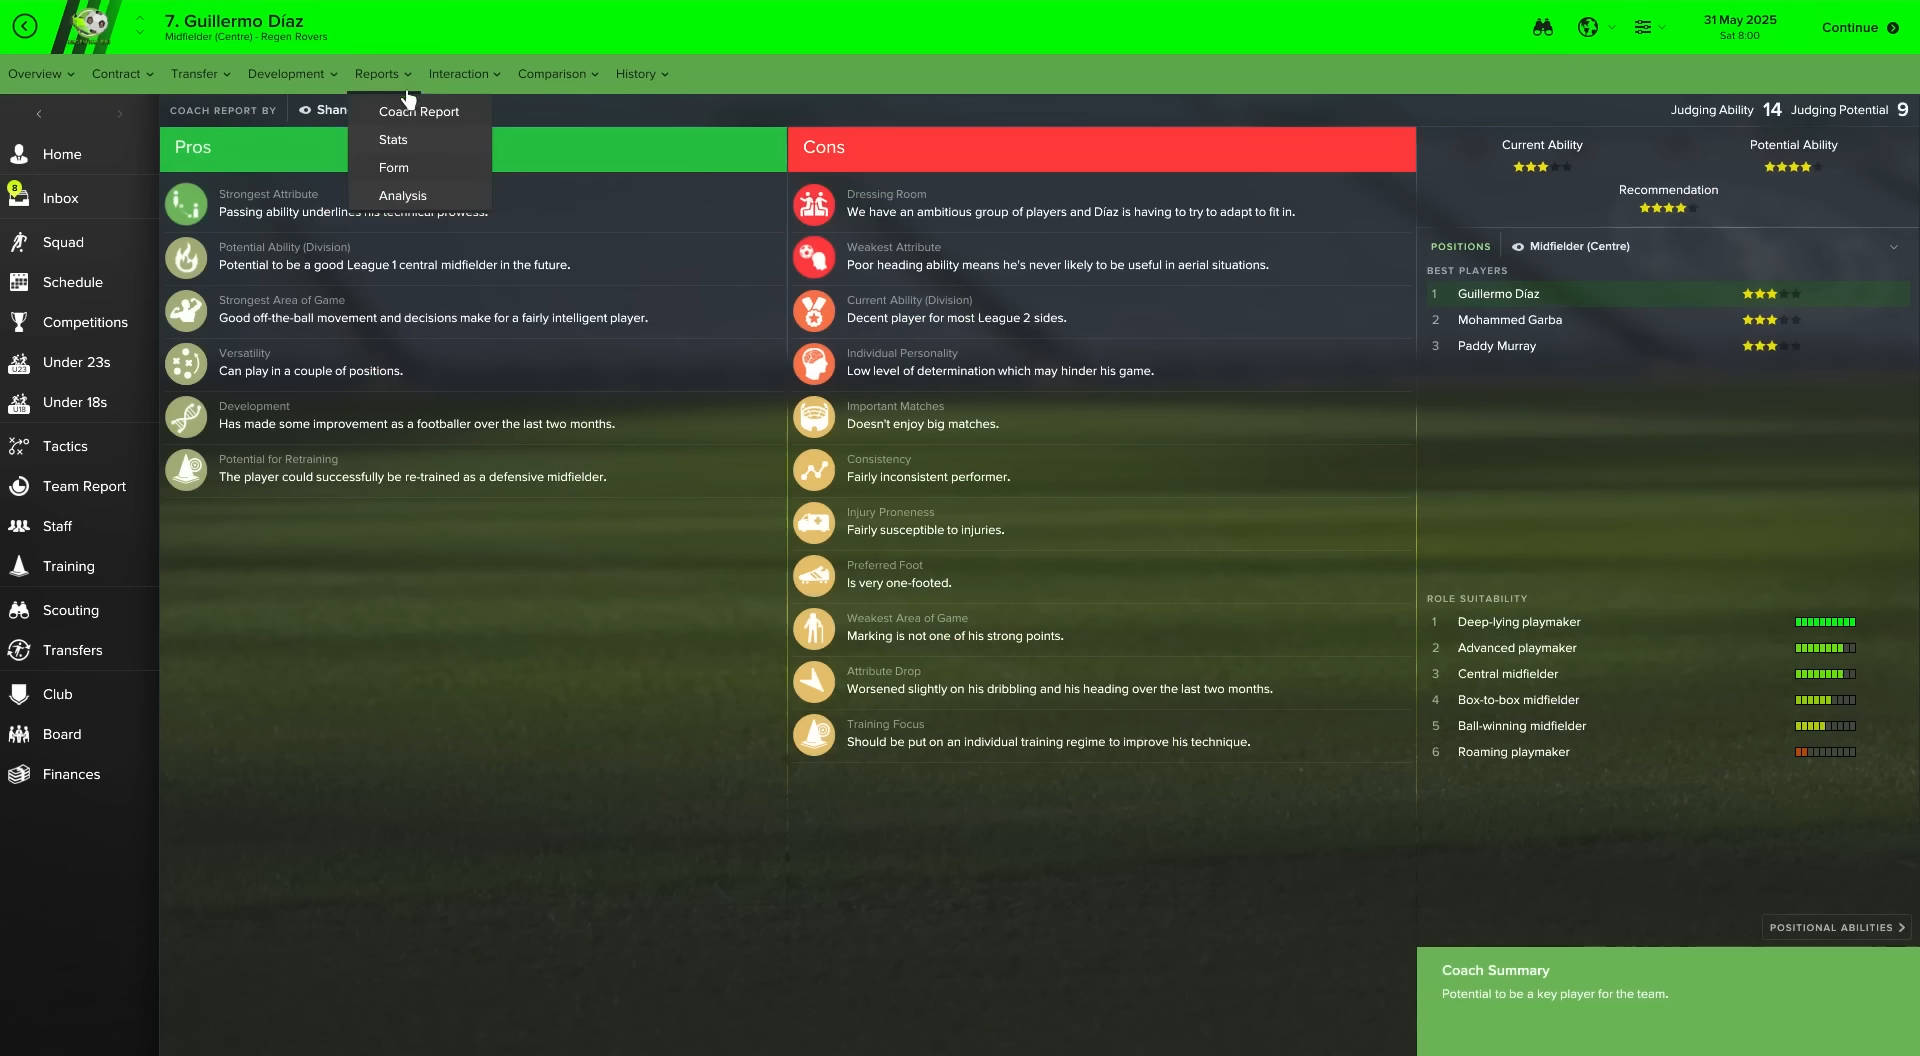 7. Guillermo Díaz
Midfielder (Centre) - Regen Rovers
31 May 2025
Sat 8:00
Continue
Overview
Contract
Transfer
Development
Reports
Interaction
Comparison
History
COACH REPORT BY
Shan
Judging Ability 14 Judging Potential 9
Coach Report
Stats
Form
Analysis
Home
8
Inbox
Squad
Schedule
Competitions
U23
Under 23s
U18
Under 18s
Tactics
Team Report
Staff
Training
Scouting
Transfers
Club
Board
Finances
Pros
Strongest Attribute
Passing ability underlines his technical prowess.
Potential Ability (Division)
Potential to be a good League 1 central midfielder in the future.
Strongest Area of Game
Good off-the-ball movement and decisions make for a fairly intelligent player.
Versatility
Can play in a couple of positions.
Development
Has made some improvement as a footballer over the last two months.
Potential for Retraining
The player could successfully be re-trained as a defensive midfielder.
Cons
Dressing Room
We have an ambitious group of players and Díaz is having to try to adapt to fit in.
Weakest Attribute
Poor heading ability means he's never likely to be useful in aerial situations.
Current Ability (Division)
Decent player for most League 2 sides.
Individual Personality
Low level of determination which may hinder his game.
Important Matches
Doesn't enjoy big matches.
Consistency
Fairly inconsistent performer.
Injury Proneness
Fairly susceptible to injuries.
Preferred Foot
Is very one-footed.
Weakest Area of Game
Marking is not one of his strong points.
Attribute Drop
Worsened slightly on his dribbling and his heading over the last two months.
Training Focus
Should be put on an individual training regime to improve his technique.
Current Ability
Potential Ability
Recommendation
POSITIONS
Midfielder (Centre)
BEST PLAYERS
1 Guillermo Díaz
2 Mohammed Garba
3 Paddy Murray
ROLE SUITABILITY
1 Deep-lying playmaker
2 Advanced playmaker
3 Central midfielder
4 Box-to-box midfielder
5 Ball-winning midfielder
6 Roaming playmaker
POSITIONAL ABILITIES
Coach Summary
Potential to be a key player for the team.